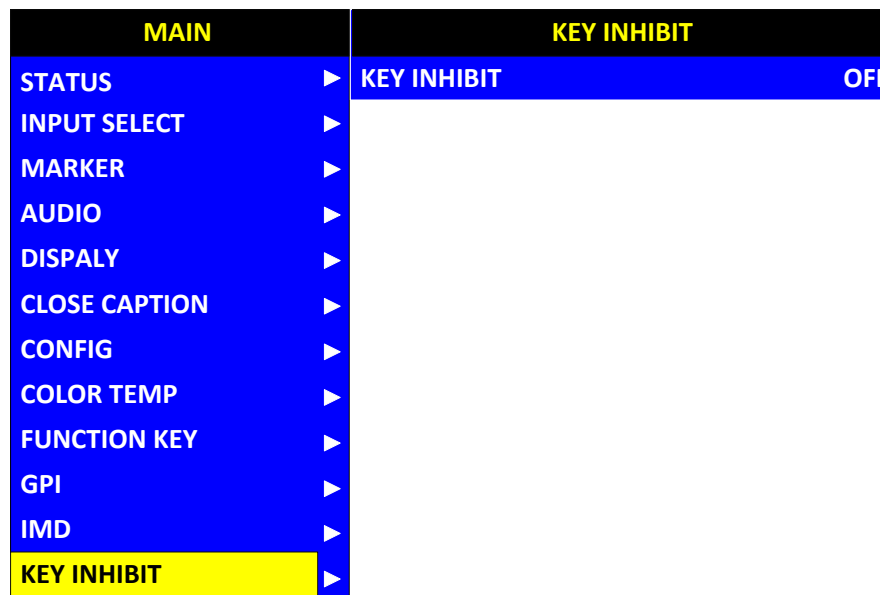 MAIN
KEY INHIBIT
STATUS
KEY INHIBIT
INPUT SELECT
MARKER
AUDIO
DISPALY
CLOSE CAPTION
CONFIG
COLOR TEMP
FUNCTION KEY
GPI
IMD
KEY INHIBIT